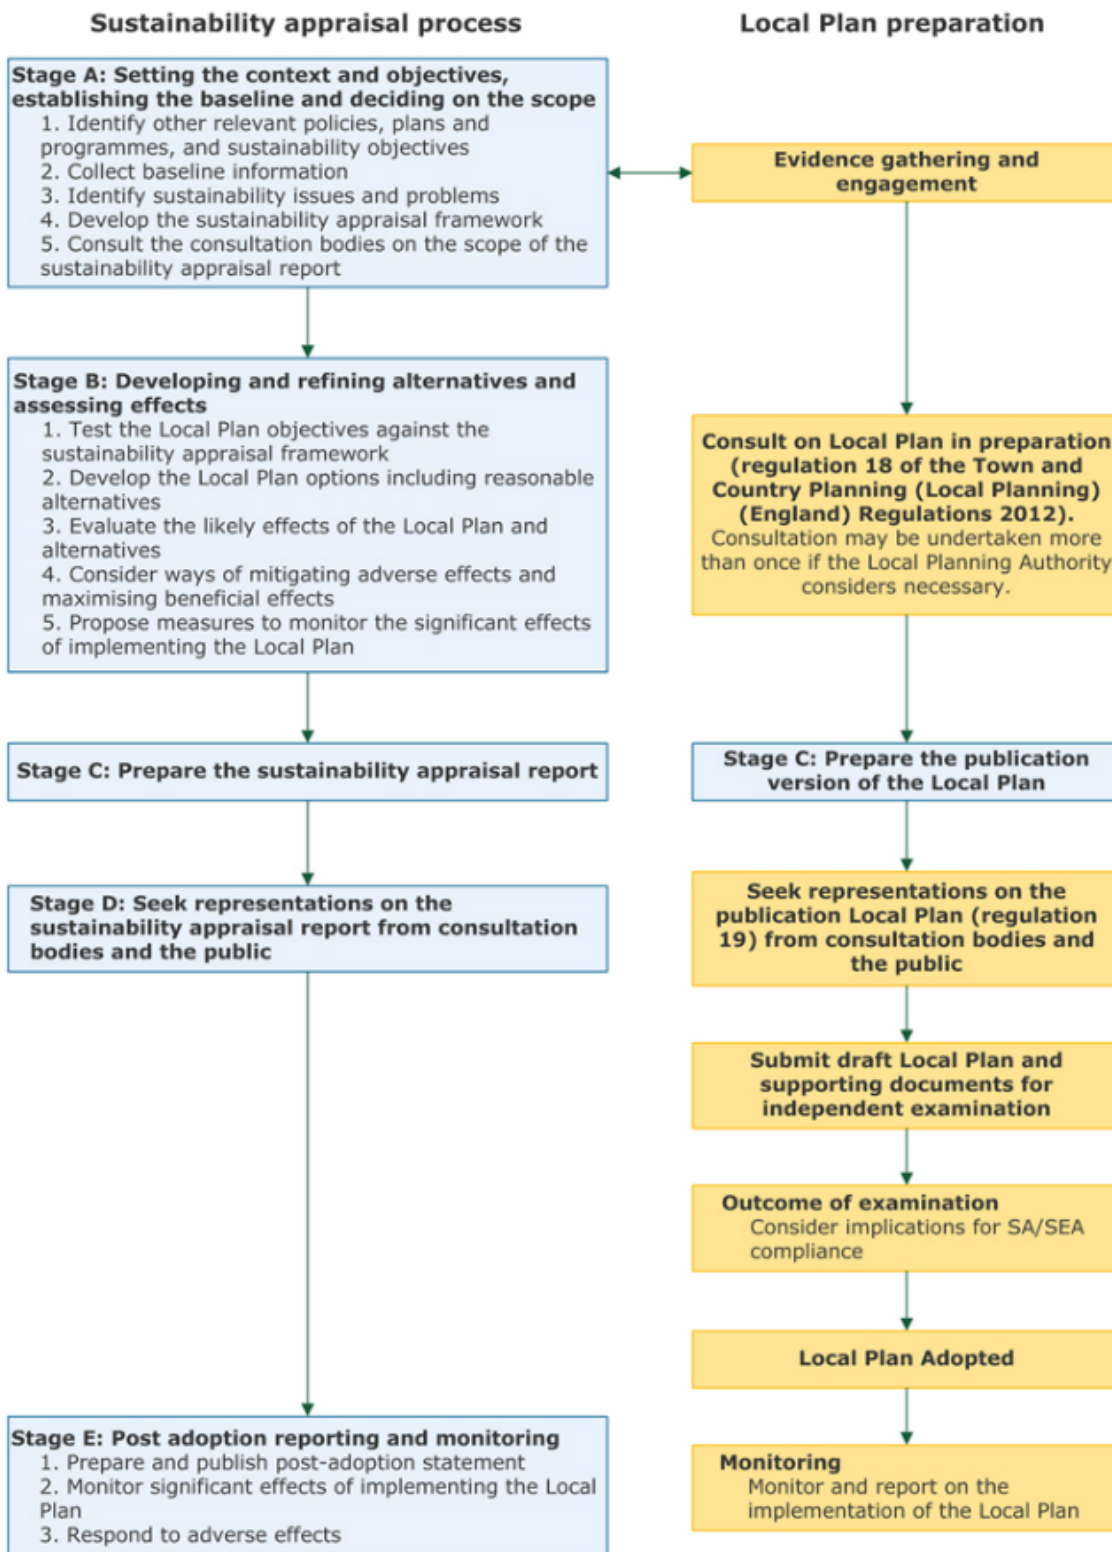 Sustainability appraisal process
Local Plan preparation
Stage A: Setting the context and objectives,
establishing the baseline and deciding on the scope
1. Identify other relevant policies, plans and
programmes, and sustainability objectives
2. Collect baseline information
3. Identify sustainability issues and problems
4. Develop the sustainability appraisal framework
5. Consult the consultation bodies on the scope of the
sustainability appraisal report
Evidence gathering and
engagement
Stage B: Developing and refining alternatives and
assessing effects
1. Test the Local Plan objectives against the
sustainability appraisal framework
2. Develop the Local Plan options including reasonable
alternatives
3. Evaluate the likely effects of the Local Plan and
alternatives
4. Consider ways of mitigating adverse effects and
maximising beneficial effects
5. Propose measures to monitor the significant effects
of implementing the Local Plan
Consult on Local Plan in preparation
(regulation 18 of the Town and
Country Planning (Local Planning)
(England) Regulations 2012).
Consultation may be undertaken more
than once if the Local Planning Authority
considers necessary.
Stage C: Prepare the sustainability appraisal report
Stage C: Prepare the publication
version of the Local Plan
Stage D: Seek representations on the
sustainability appraisal report from consultation
bodies and the public
Seek representations on the
publication Local Plan (regulation
19) from consultation bodies and
the public
Submit draft Local Plan and
supporting documents for
independent examination
Outcome of examination
Consider implications for SA/SEA
compliance
Local Plan Adopted
Stage E: Post adoption reporting and monitoring
1. Prepare and publish post-adoption statement
2. Monitor significant effects of implementing the Local
Plan
3. Respond to adverse effects
Monitoring
Monitor and report on the
implementation of the Local Plan